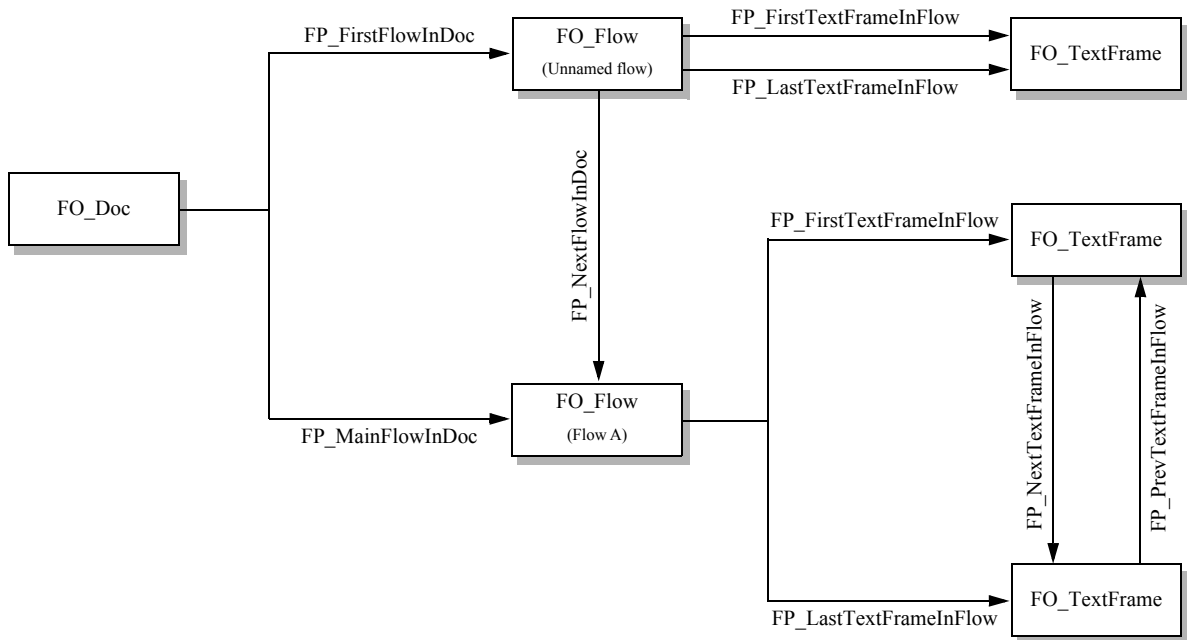 FP_FirstFlowInDoc
FO_Flow
(Unnamed flow)
FP_FirstTextFrameInFlow
FP_LastTextFrameInFlow
FO_TextFrame
FO_Doc
FP_NextFlowInDoc
FP_FirstTextFrameInFlow
FO_TextFrame
FP_MainFlowInDoc
FO_Flow
(Flow A)
FP_NextTextFrameInFlow
FP_PrevTextFrameInFlow
FP_LastTextFrameInFlow
FO_TextFrame